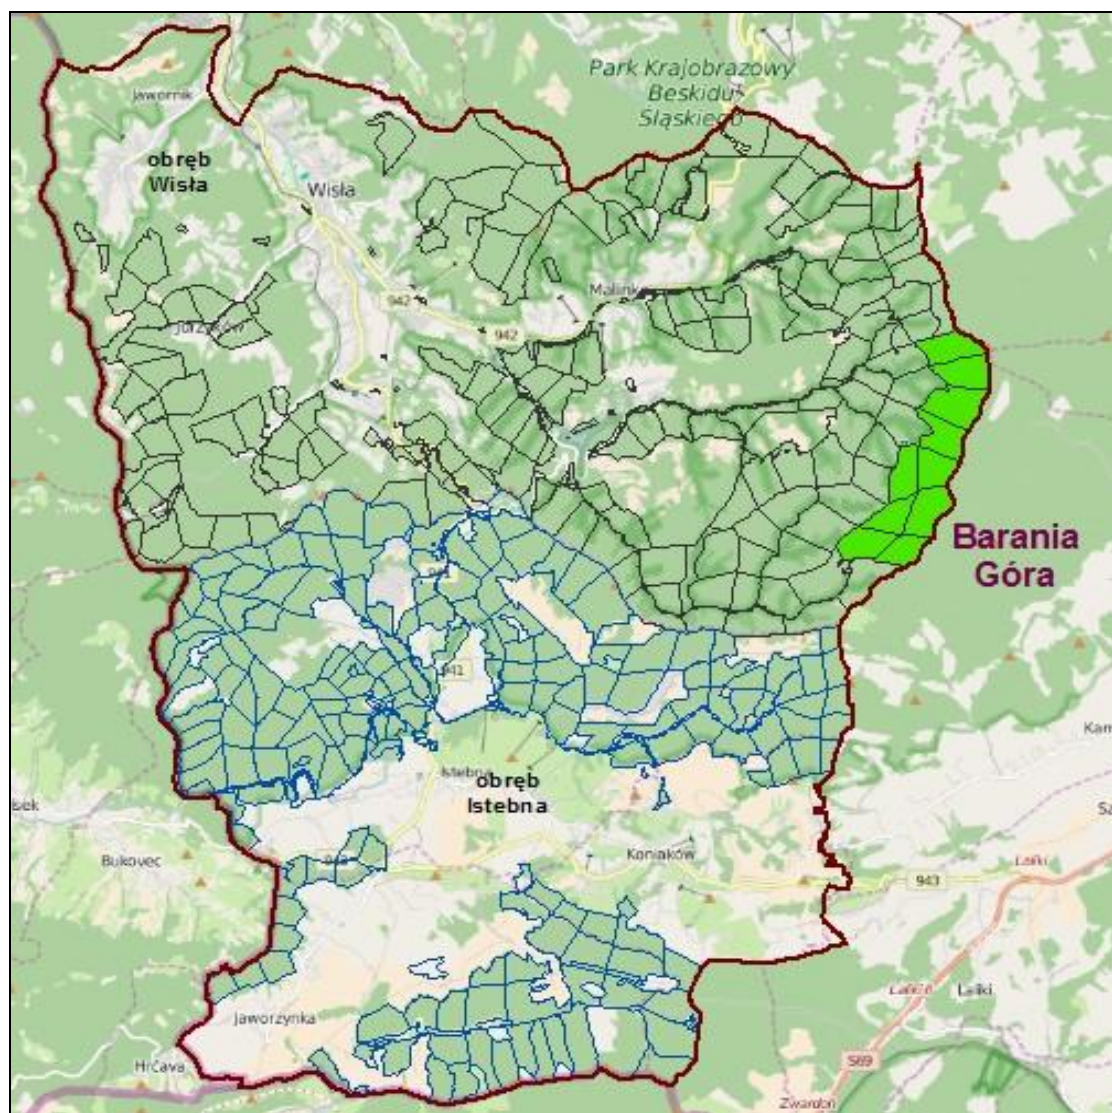 Park Krajobrazowy
Beskidu
Śląskiego
Jawornik
obręb
Wisła
Wisła
942
Malinka
942
Jurzyków
Barania
Góra
941
Istebna
obręb
Istebna
Bukovec
943
Koniaków
943
Laliki
Jaworzynka
Laliki
Hrčava
S69
Zwardoń